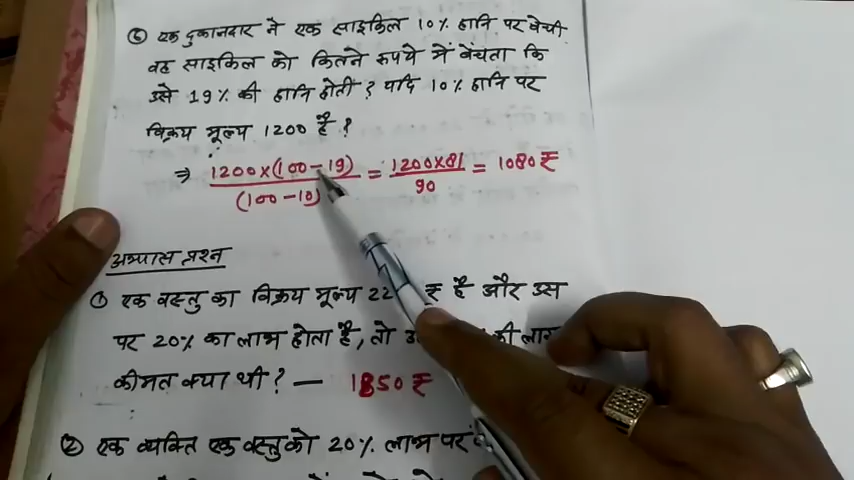 ⑥ एक दुकानदार ने एक साइकिल 10% हानि पर बेची
वह साइकिल को कितने रुपये में बेंचता कि
उसे 19% की हानि होती ? यदि 10% हानि पर
विक्रय मूल्य 1200 है ?
⇒ 1200×(100-19) / (100-10) = 1200×81 / 90 = 1080 ₹
अभ्यास प्रश्न
① एक वस्तु का विक्रय मूल्य 22 ₹ है और उस
पर 20% का लाभ होता है, तो की
कीमत क्या थी ? — 1850 ₹
② एक व्यक्ति एक वस्तु को 20% लाभ पर